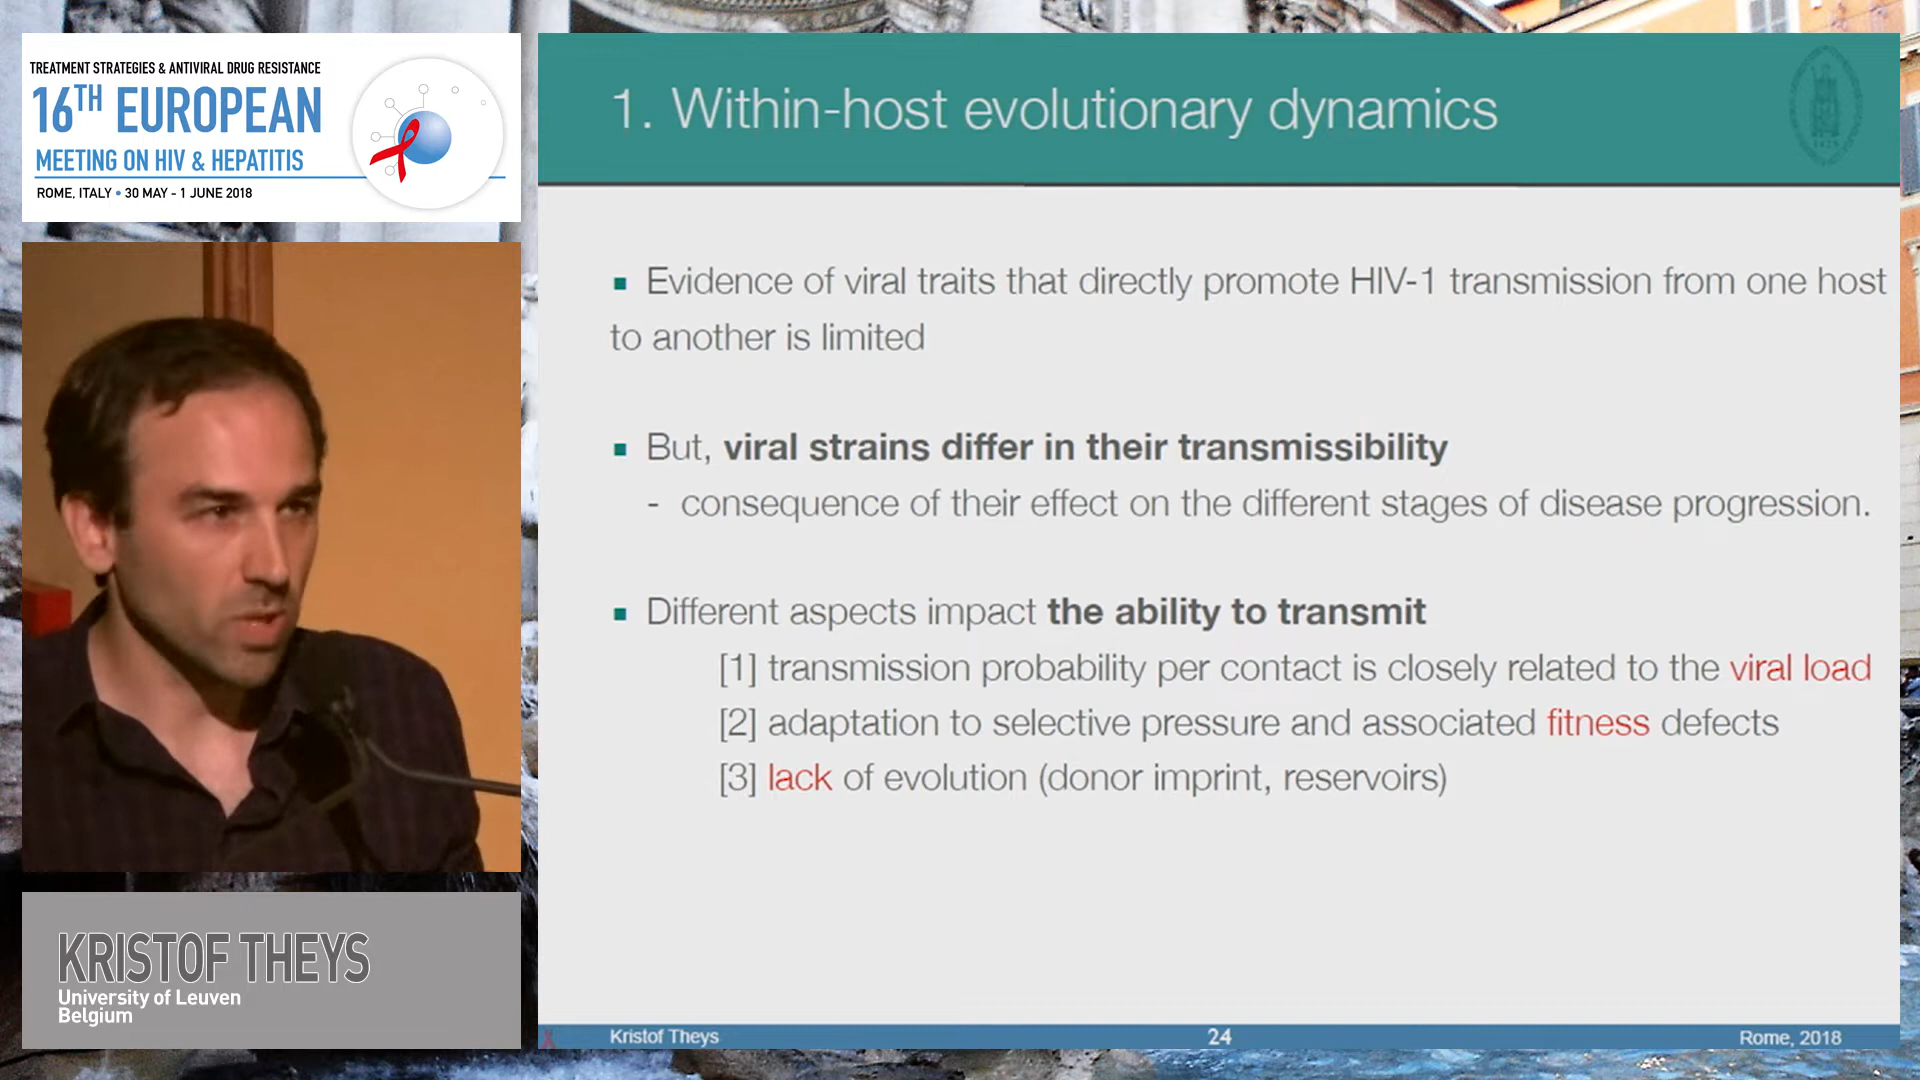 TREATMENT STRATEGIES & ANTIVIRAL DRUG RESISTANCE
16TH EUROPEAN
MEETING ON HIV & HEPATITIS
ROME, ITALY • 30 MAY - 1 JUNE 2018
1. Within-host evolutionary dynamics
▪ Evidence of viral traits that directly promote HIV-1 transmission from one host
to another is limited
▪ But, viral strains differ in their transmissibility
- consequence of their effect on the different stages of disease progression.
▪ Different aspects impact the ability to transmit
[1] transmission probability per contact is closely related to the viral load
[2] adaptation to selective pressure and associated fitness defects
[3] lack of evolution (donor imprint, reservoirs)
KRISTOF THEYS
University of Leuven
Belgium
Kristof Theys
24
Rome, 2018